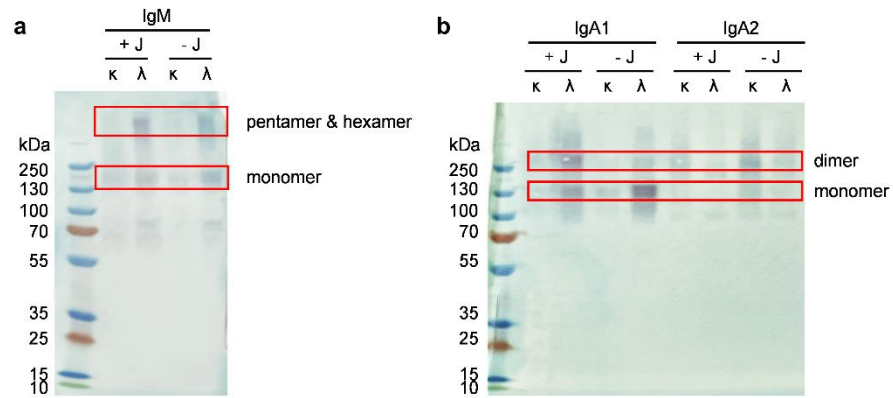 a
IgM
+ J - J
κ λ κ λ
kDa
250
130
100
70
55
35
25
15
10
pentamer & hexamer
monomer
b
IgA1 IgA2
+ J - J + J - J
κ λ κ λ κ λ κ λ
kDa
250
130
100
70
55
35
25
15
10
dimer
monomer